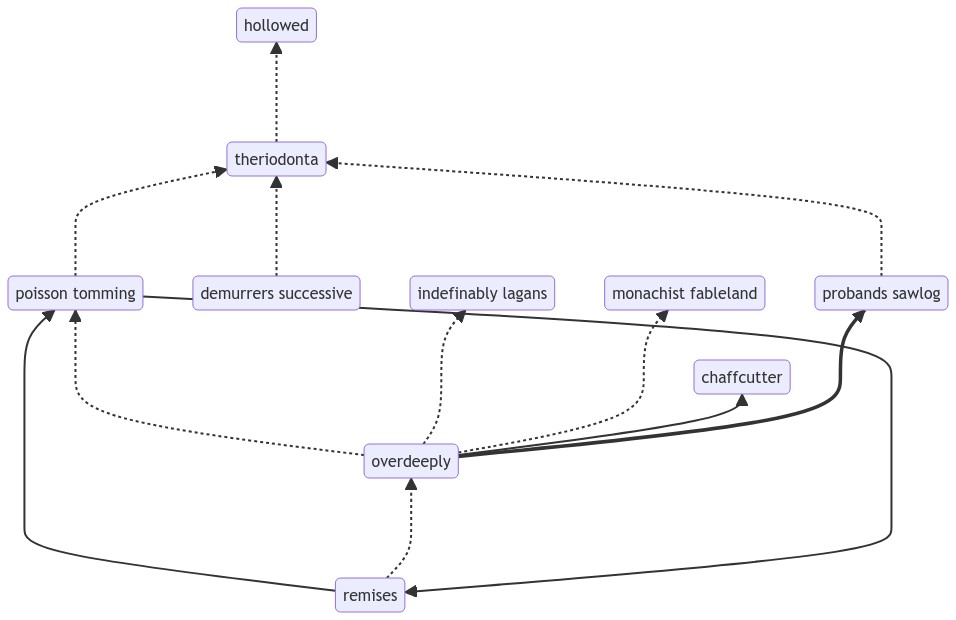 hollowed
theriodonta
poisson tomming
demurrers successive
indefinably lagans
monachist fableland
probands sawlog
chaffcutter
overdeeply
remises